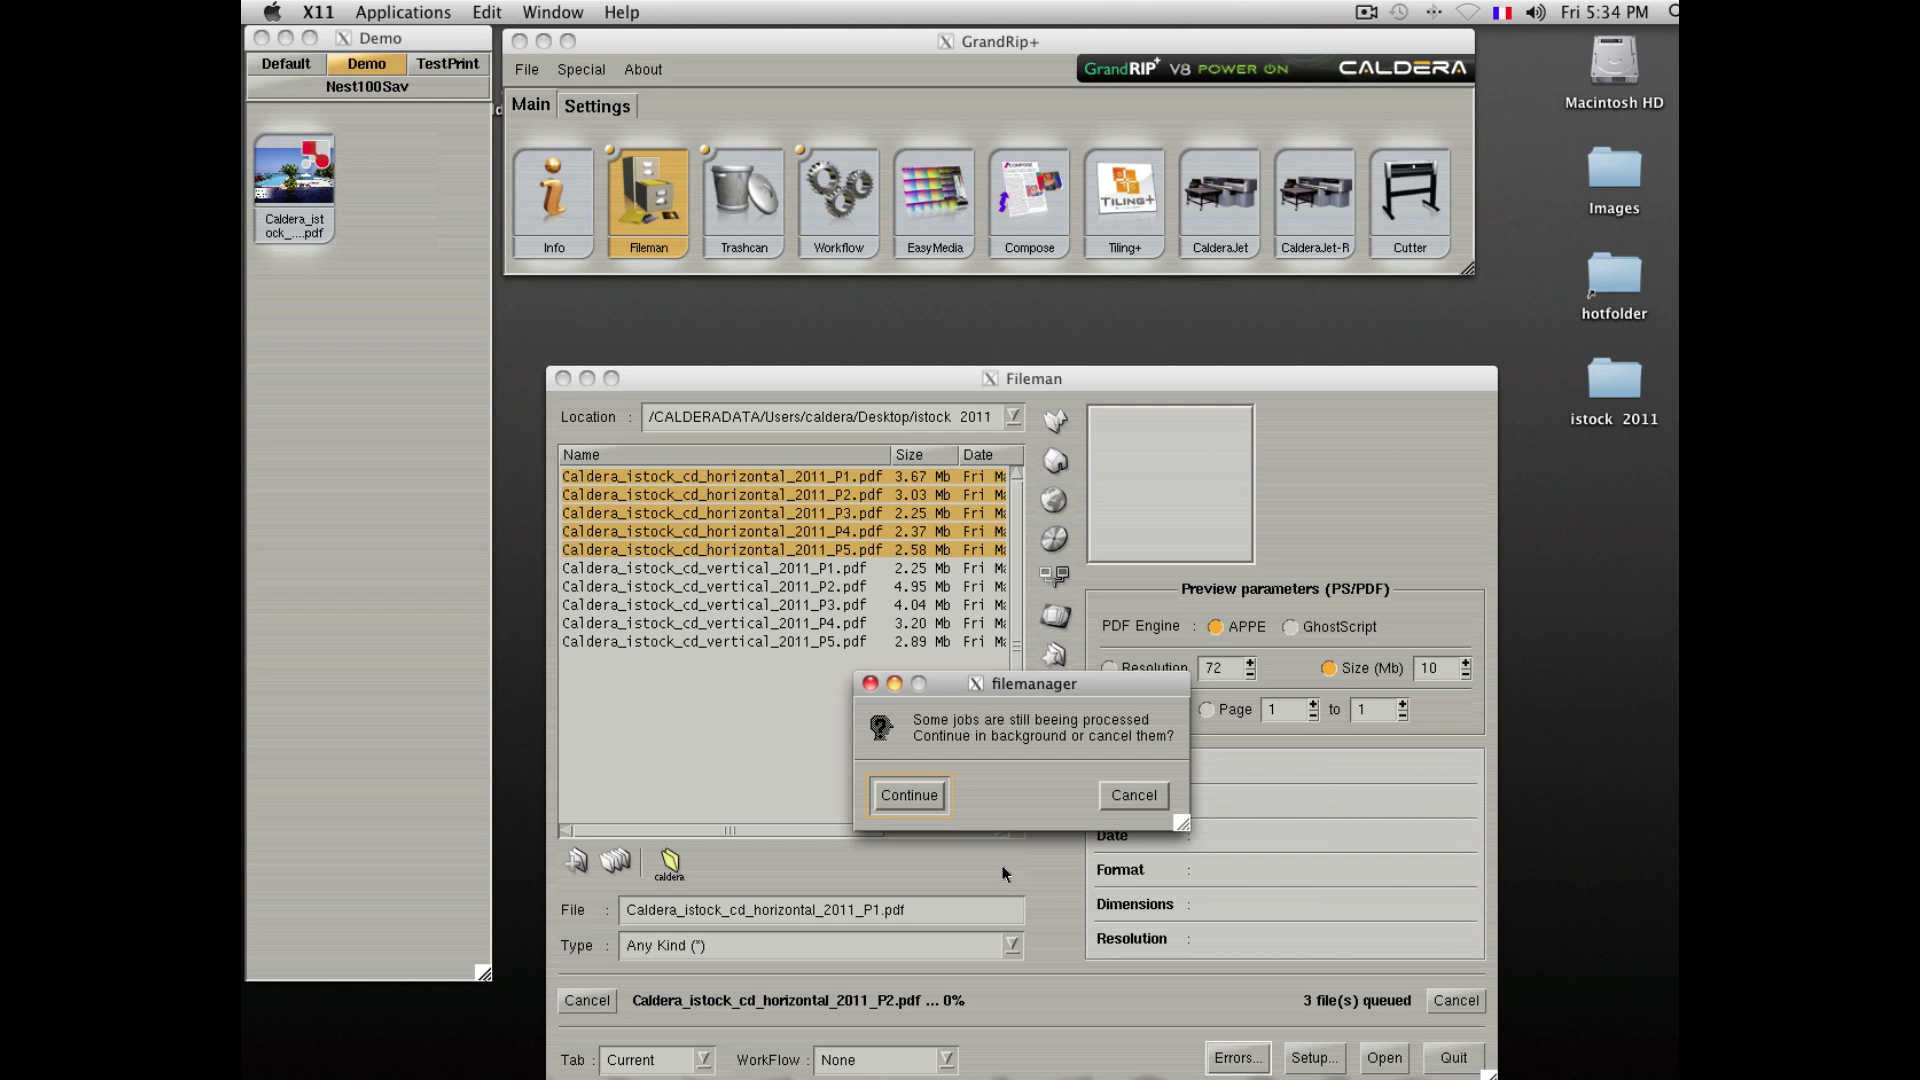 X11 Applications Edit Window Help
Fri 5:34 PM
Demo
Default Demo TestPrint
Nest100Sav
Caldera_ist
ock_....pdf
GrandRip+
File Special About
GrandRIP+ V8 POWER ON CALDERA
Main Settings
Info Fileman Trashcan Workflow EasyMedia Compose Tiling+ CalderaJet CalderaJet-R Cutter
COMPOSE
TILING+
Macintosh HD
Images
hotfolder
istock 2011
Fileman
Location : /CALDERADATA/Users/caldera/Desktop/istock 2011
Name Size Date
Caldera_istock_cd_horizontal_2011_P1.pdf 3.67 Mb Fri
Caldera_istock_cd_horizontal_2011_P2.pdf 3.03 Mb Fri
Caldera_istock_cd_horizontal_2011_P3.pdf 2.25 Mb Fri
Caldera_istock_cd_horizontal_2011_P4.pdf 2.37 Mb Fri
Caldera_istock_cd_horizontal_2011_P5.pdf 2.58 Mb Fri
Caldera_istock_cd_vertical_2011_P1.pdf 2.25 Mb Fri
Caldera_istock_cd_vertical_2011_P2.pdf 4.95 Mb Fri
Caldera_istock_cd_vertical_2011_P3.pdf 4.04 Mb Fri
Caldera_istock_cd_vertical_2011_P4.pdf 3.20 Mb Fri
Caldera_istock_cd_vertical_2011_P5.pdf 2.89 Mb Fri
Preview parameters (PS/PDF)
PDF Engine : APPE GhostScript
Resolution 72 Size (Mb) 10
Page 1 to 1
filemanager
Some jobs are still beeing processed
Continue in background or cancel them?
Continue Cancel
Date :
Format :
Dimensions :
Resolution :
caldera
File : Caldera_istock_cd_horizontal_2011_P1.pdf
Type : Any Kind (*)
Cancel Caldera_istock_cd_horizontal_2011_P2.pdf ... 0% 3 file(s) queued Cancel
Tab : Current WorkFlow : None Errors... Setup... Open Quit